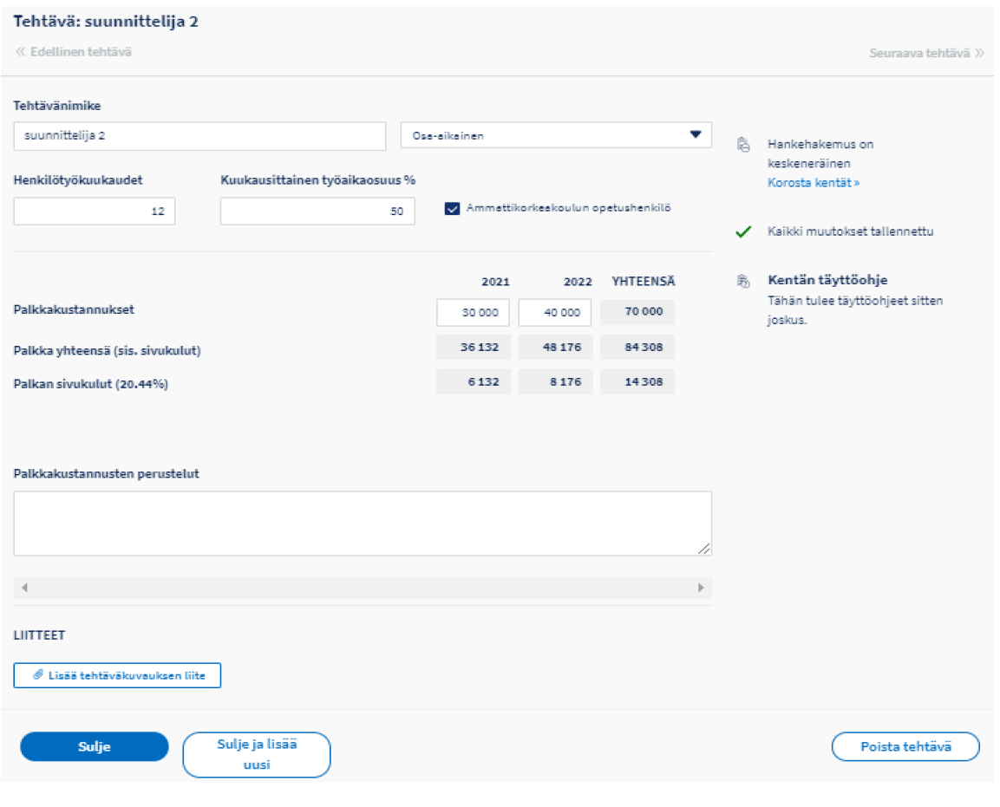 Tehtävä: suunnittelija 2
« Edellinen tehtävä
Seuraava tehtävä »
Tehtävänimike
suunnittelija 2
Osa-aikainen
Henkilötyökuukaudet
Kuukausittainen työaikaosuus %
12
50
Ammattikorkeakoulun opetushenkilö
2021 2022 YHTEENSÄ
Palkkakustannukset 30 000 40 000 70 000
Palkka yhteensä (sis. sivukulut) 36 132 48 176 84 308
Palkan sivukulut (20.44%) 6 132 8 176 14 308
Palkkakustannusten perustelut
LIITTEET
Lisää tehtäväkuvauksen liite
Hankehakemus on
keskeneräinen
Korosta kentät »
Kaikki muutokset tallennettu
Kentän täyttöohje
Tähän tulee täyttöohjeet sitten
joskus.
Sulje
Sulje ja lisää
uusi
Poista tehtävä